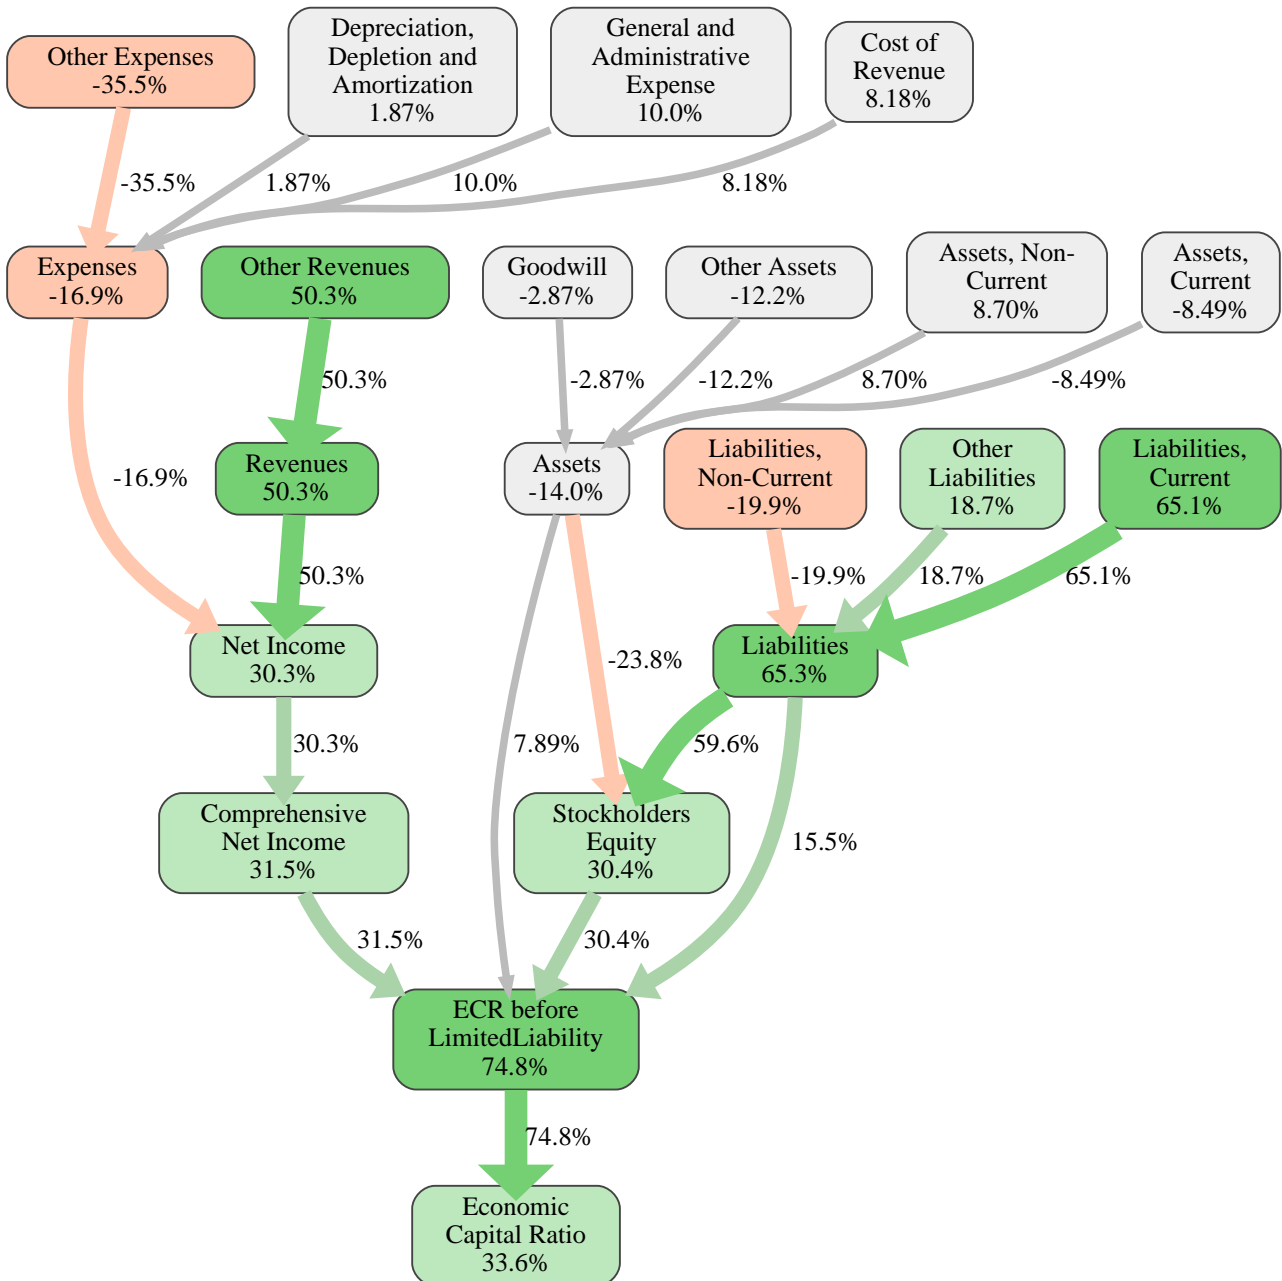 Other Expenses
-35.5%
Depreciation,
Depletion and
Amortization
1.87%
General and
Administrative
Expense
10.0%
Cost of
Revenue
8.18%
-35.5%
1.87%
10.0%
8.18%
Expenses
-16.9%
Other Revenues
50.3%
Goodwill
-2.87%
Other Assets
-12.2%
Assets, Non-
Current
8.70%
Assets,
Current
-8.49%
50.3%
-2.87%
-12.2%
8.70%
-8.49%
-16.9%
Revenues
50.3%
Assets
-14.0%
Liabilities,
Non-Current
-19.9%
Other
Liabilities
18.7%
Liabilities,
Current
65.1%
50.3%
-19.9%
18.7%
65.1%
Net Income
30.3%
-23.8%
Liabilities
65.3%
30.3%
7.89%
59.6%
Comprehensive
Net Income
31.5%
Stockholders
Equity
30.4%
15.5%
31.5%
30.4%
ECR before
LimitedLiability
74.8%
74.8%
Economic
Capital Ratio
33.6%